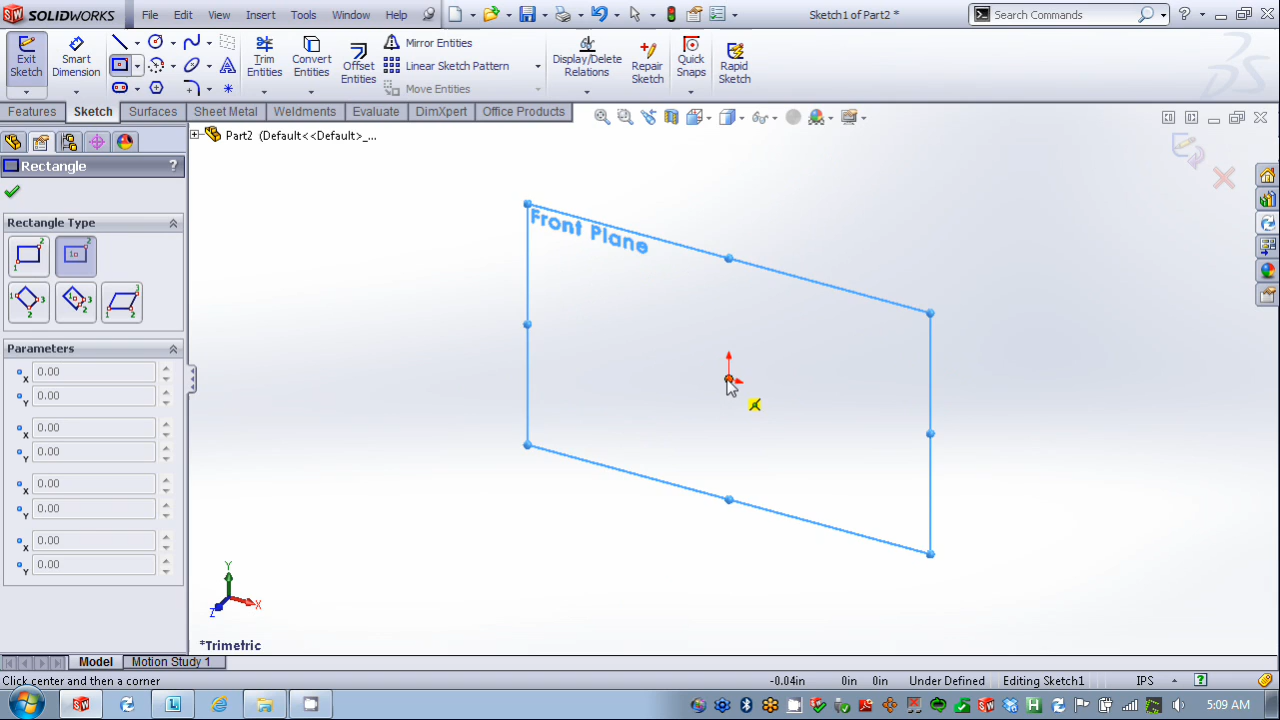 SOLIDWORKS File Edit View Insert Tools Window Help Sketch1 of Part2 * Search Commands ?
Exit Sketch
Smart Dimension
Trim Entities
Convert Entities
Offset Entities
Mirror Entities
Linear Sketch Pattern
Move Entities
Display/Delete Relations
Repair Sketch
Quick Snaps
Rapid Sketch
Features Sketch Surfaces Sheet Metal Weldments Evaluate DimXpert Office Products
Part2 (Default<<Default>_...
Rectangle ?
Rectangle Type
Parameters
X 0.00
Y 0.00
X 0.00
Y 0.00
X 0.00
Y 0.00
X 0.00
Y 0.00
Front Plane
Y
X
Z
*Trimetric
Model Motion Study 1
Click center and then a corner -0.04in 0in 0in Under Defined Editing Sketch1 IPS ?
5:09 AM